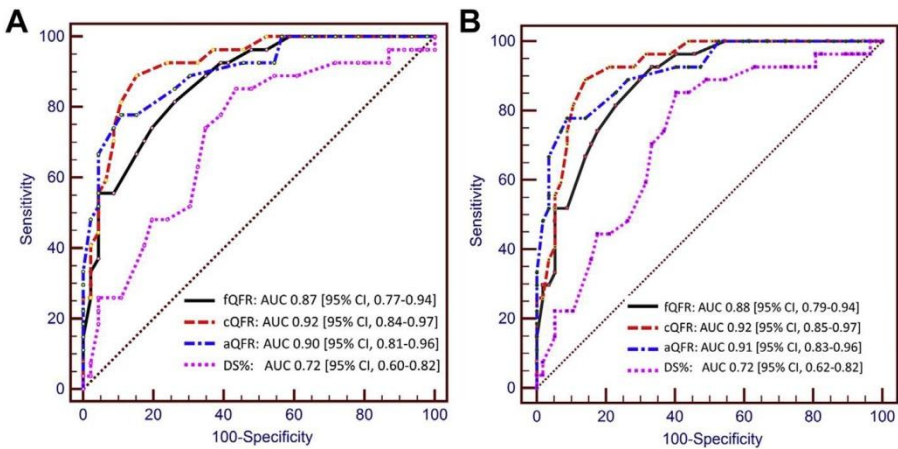 A
100
80
60
40
20
0
Sensitivity
fQFR: AUC 0.87 [95% CI, 0.77-0.94]
cQFR: AUC 0.92 [95% CI, 0.84-0.97]
aQFR: AUC 0.90 [95% CI, 0.81-0.96]
DS%: AUC 0.72 [95% CI, 0.60-0.82]
0 20 40 60 80 100
100-Specificity
B
100
80
60
40
20
0
Sensitivity
fQFR: AUC 0.88 [95% CI, 0.79-0.94]
cQFR: AUC 0.92 [95% CI, 0.85-0.97]
aQFR: AUC 0.91 [95% CI, 0.83-0.96]
DS%: AUC 0.72 [95% CI, 0.62-0.82]
0 20 40 60 80 100
100-Specificity